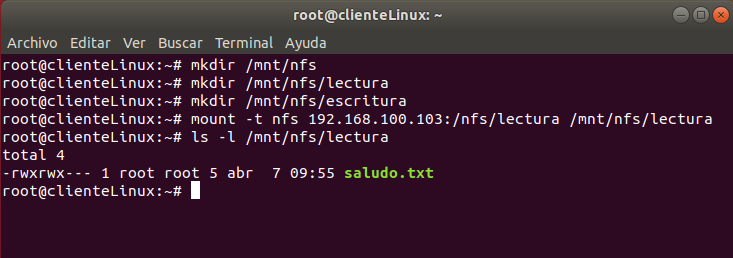 root@clienteLinux: ~
Archivo Editar Ver Buscar Terminal Ayuda
root@clienteLinux:~# mkdir /mnt/nfs
root@clienteLinux:~# mkdir /mnt/nfs/lectura
root@clienteLinux:~# mkdir /mnt/nfs/escritura
root@clienteLinux:~# mount -t nfs 192.168.100.103:/nfs/lectura /mnt/nfs/lectura
root@clienteLinux:~# ls -l /mnt/nfs/lectura
total 4
-rwxrwx--- 1 root root 5 abr  7 09:55 saludo.txt
root@clienteLinux:~#